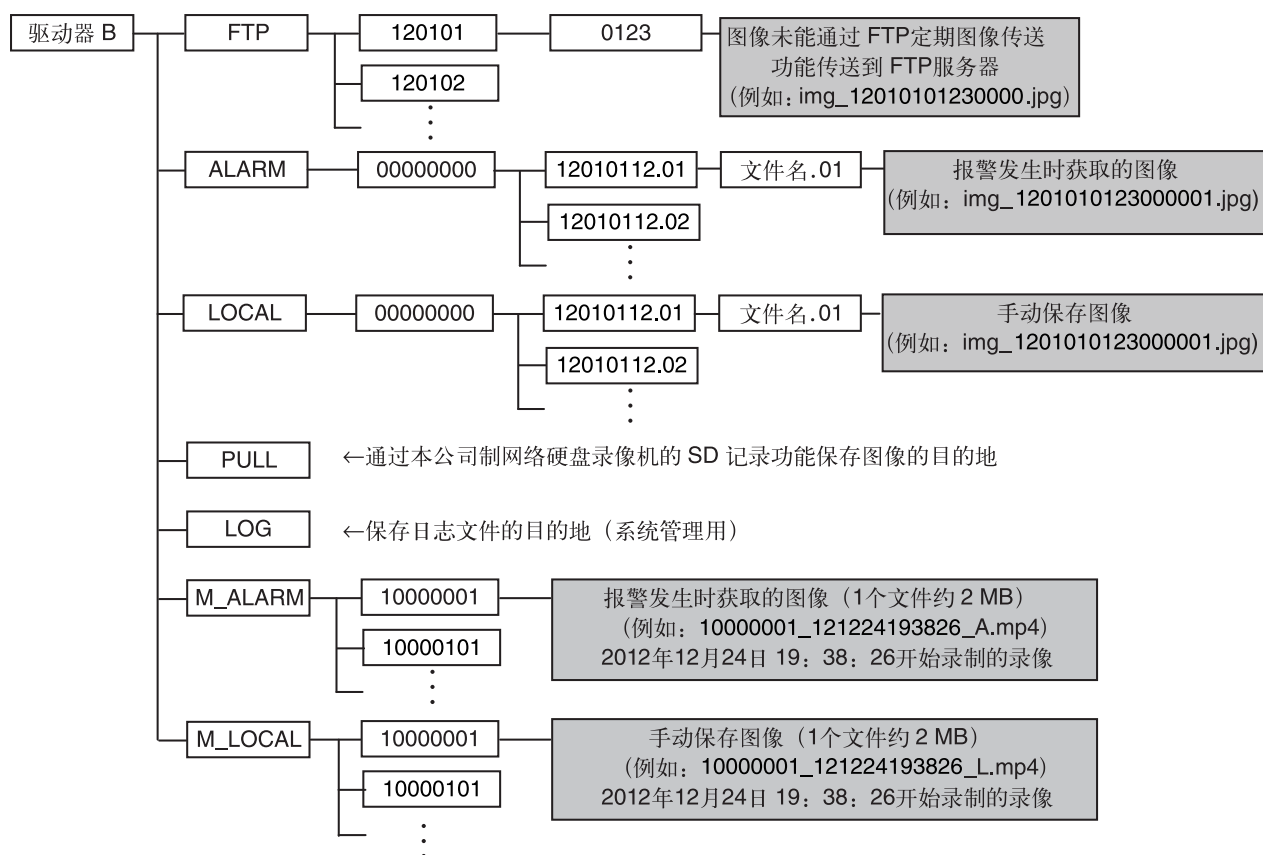 驱动器 B
FTP
120101
0123
图像未能通过 FTP定期图像传送
功能传送到 FTP服务器
(例如：img_12010101230000.jpg)
120102
ALARM
00000000
12010112.01
文件名.01
报警发生时获取的图像
(例如：img_1201010123000001.jpg)
12010112.02
LOCAL
00000000
12010112.01
文件名.01
手动保存图像
(例如：img_1201010123000001.jpg)
12010112.02
PULL
←通过本公司制网络硬盘录像机的 SD 记录功能保存图像的目的地
LOG
←保存日志文件的目的地（系统管理用）
M_ALARM
10000001
报警发生时获取的图像（1个文件约 2 MB）
（例如：10000001_121224193826_A.mp4）
2012年12月24日 19：38：26开始录制的录像
10000101
M_LOCAL
10000001
手动保存图像（1个文件约 2 MB）
（例如：10000001_121224193826_L.mp4）
2012年12月24日 19：38：26开始录制的录像
10000101